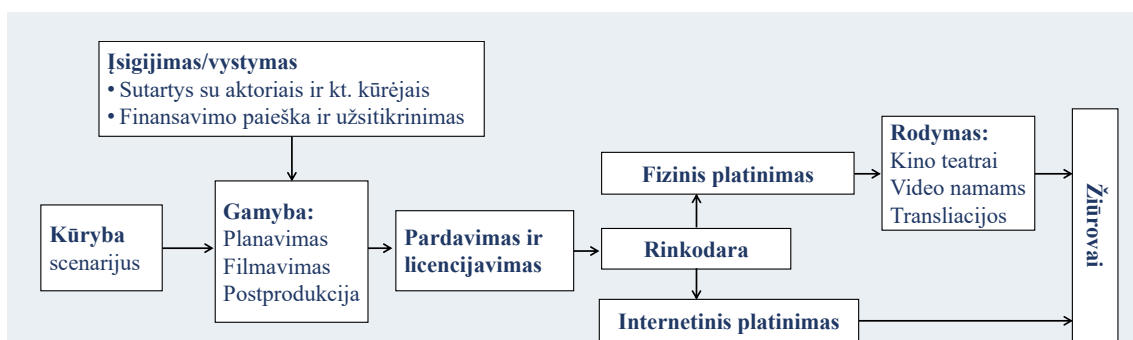 Įsigijimas/vystymas
• Sutartys su aktoriais ir kt. kūrėjais
• Finansavimo paieška ir užsitikrinimas
Kūryba
scenarijus
Gamyba:
Planavimas
Filmavimas
Postprodukcija
Pardavimas ir
licencijavimas
Rinkodara
Fizinis platinimas
Internetinis platinimas
Rodymas:
Kino teatrai
Video namams
Transliacijos
Žiūrovai